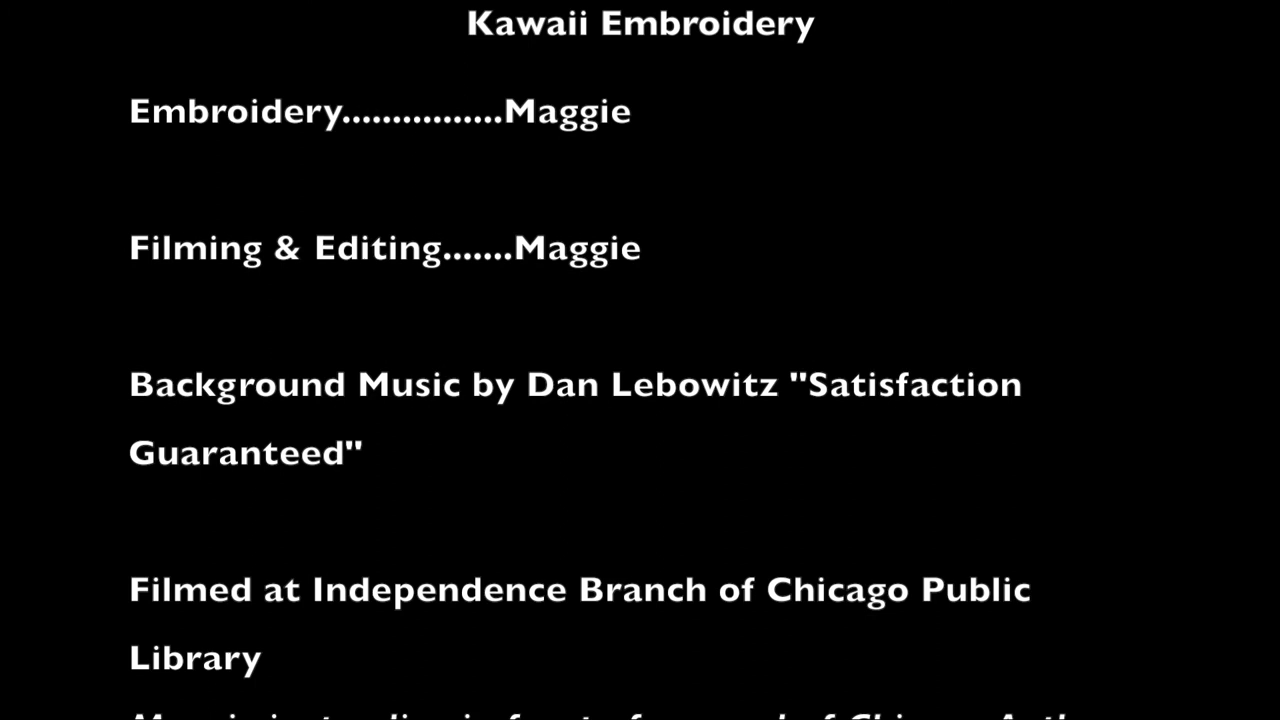 Kawaii Embroidery
Embroidery................Maggie
Filming & Editing.......Maggie
Background Music by Dan Lebowitz "Satisfaction
Guaranteed"
Filmed at Independence Branch of Chicago Public
Library